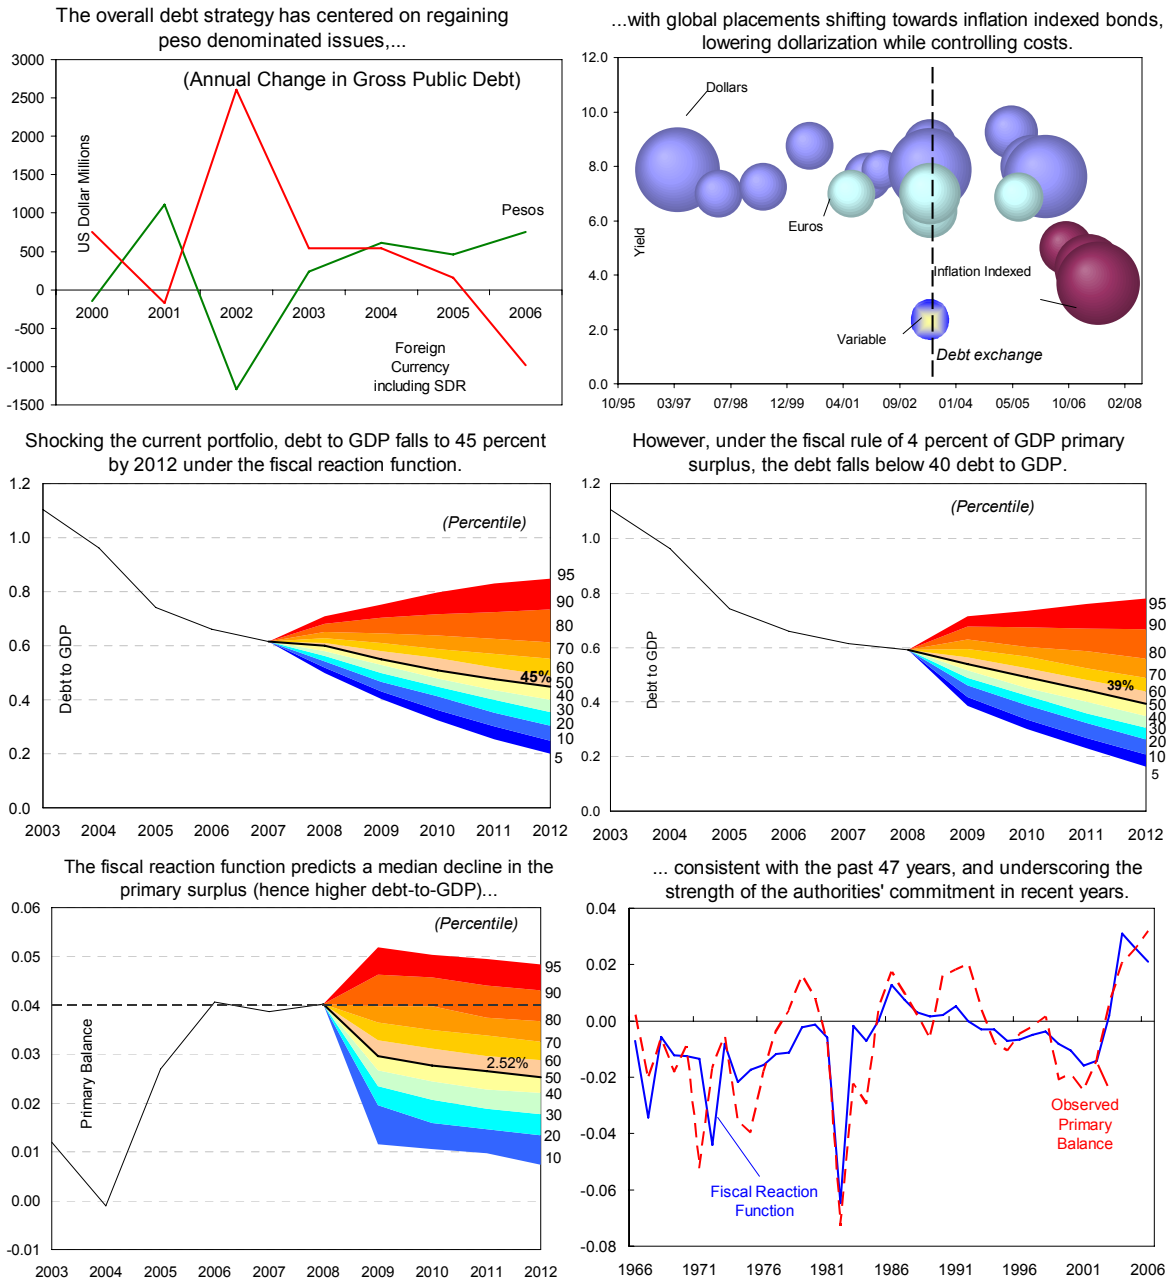 The overall debt strategy has centered on regaining
peso denominated issues,...
3000
2500
2000
1500
1000
500
0
-500
-1000
-1500
US Dollar Millions
(Annual Change in Gross Public Debt)
Pesos
2000 2001 2002 2003 2004 2005 2006
Foreign
Currency
including SDR
...with global placements shifting towards inflation indexed bonds,
lowering dollarization while controlling costs.
12.0
10.0
8.0
6.0
4.0
2.0
0.0
Yield
Dollars
Euros
Inflation Indexed
Variable
Debt exchange
10/95 03/97 07/98 12/99 04/01 09/02 01/04 05/05 10/06 02/08
Shocking the current portfolio, debt to GDP falls to 45 percent
by 2012 under the fiscal reaction function.
1.2
1.0
0.8
0.6
0.4
0.2
0.0
Debt to GDP
(Percentile)
45%
95
90
80
70
60
50
40
30
20
10
5
2003 2004 2005 2006 2007 2008 2009 2010 2011 2012
However, under the fiscal rule of 4 percent of GDP primary
surplus, the debt falls below 40 debt to GDP.
1.2
1.0
0.8
0.6
0.4
0.2
0.0
Debt to GDP
(Percentile)
39%
95
90
80
70
60
50
40
30
20
10
5
2003 2004 2005 2006 2007 2008 2009 2010 2011 2012
The fiscal reaction function predicts a median decline in the
primary surplus (hence higher debt-to-GDP)...
0.06
0.05
0.04
0.03
0.02
0.01
0.00
-0.01
Primary Balance
(Percentile)
2.52%
95
90
80
70
60
50
40
30
20
10
2003 2004 2005 2006 2007 2008 2009 2010 2011 2012
... consistent with the past 47 years, and underscoring the
strength of the authorities' commitment in recent years.
0.04
0.02
0.00
-0.02
-0.04
-0.06
-0.08
Observed
Primary
Balance
Fiscal Reaction
Function
1966 1971 1976 1981 1986 1991 1996 2001 2006